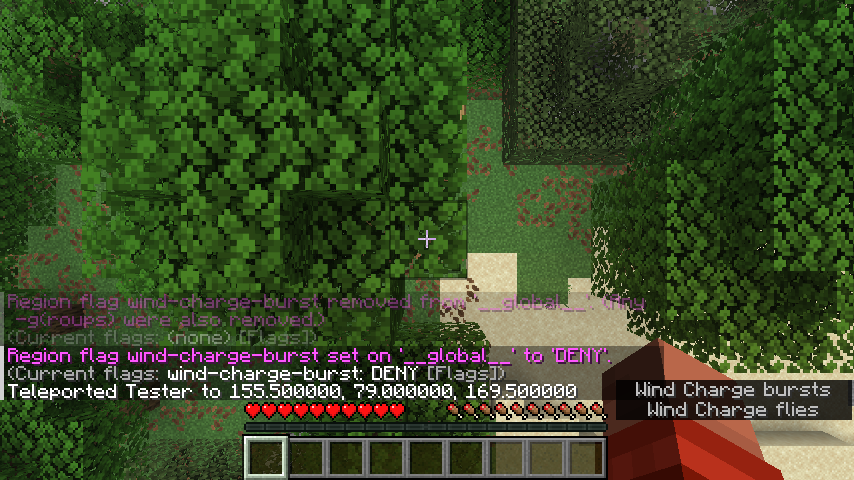 Region flag wind-charge-burst removed from '__global__' (Any
-g(roups) were also removed.)
(Current flags: (none) [Flags])
Region flag wind-charge-burst set on '__global__' to 'DENY'.
(Current flags: wind-charge-burst: DENY [Flags])
Teleported Tester to 155.500000, 79.000000, 169.500000
Wind Charge bursts
Wind Charge flies